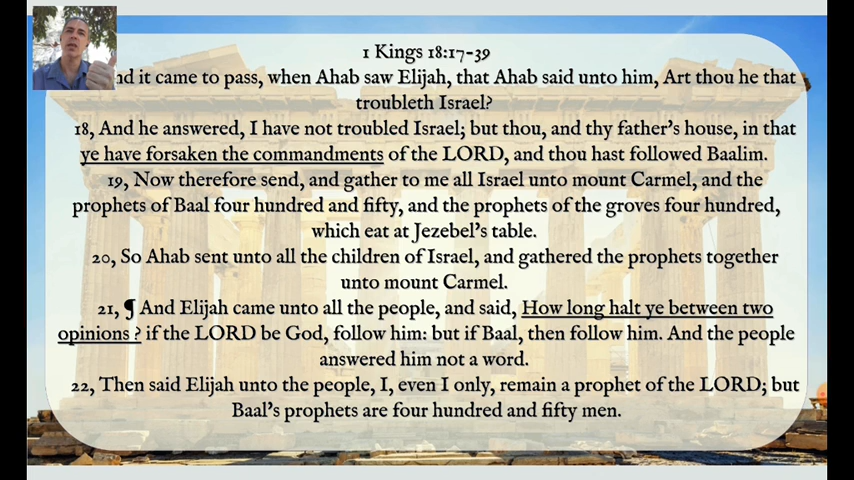 1 Kings 18:17-39
nd it came to pass, when Ahab saw Elijah, that Ahab said unto him, Art thou he that
troubleth Israel?
18, And he answered, I have not troubled Israel; but thou, and thy father's house, in that
ye have forsaken the commandments of the LORD, and thou hast followed Baalim.
19, Now therefore send, and gather to me all Israel unto mount Carmel, and the
prophets of Baal four hundred and fifty, and the prophets of the groves four hundred,
which eat at Jezebel's table.
20, So Ahab sent unto all the children of Israel, and gathered the prophets together
unto mount Carmel.
21, ¶ And Elijah came unto all the people, and said, How long halt ye between two
opinions ? if the LORD be God, follow him: but if Baal, then follow him. And the people
answered him not a word.
22, Then said Elijah unto the people, I, even I only, remain a prophet of the LORD; but
Baal's prophets are four hundred and fifty men.